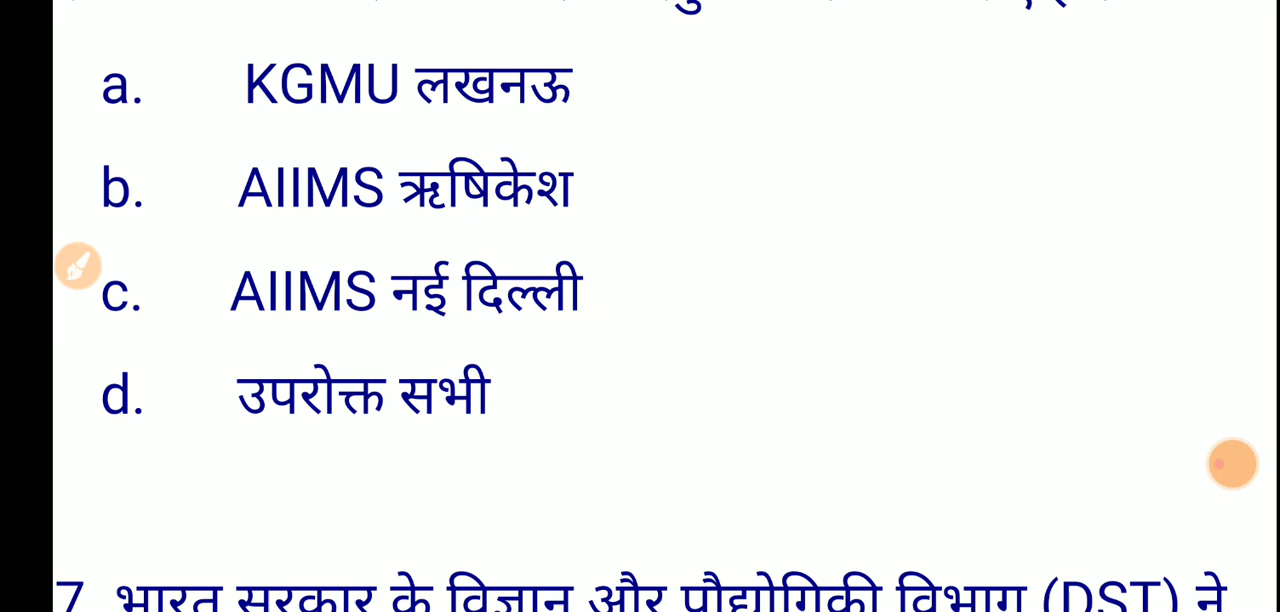 a. KGMU लखनऊ
b. AIIMS ऋषिकेश
c. AIIMS नई दिल्ली
d. उपरोक्त सभी
7 भारत सरकार के विज्ञान और प्रौद्योगिकी विभाग (DST) ने